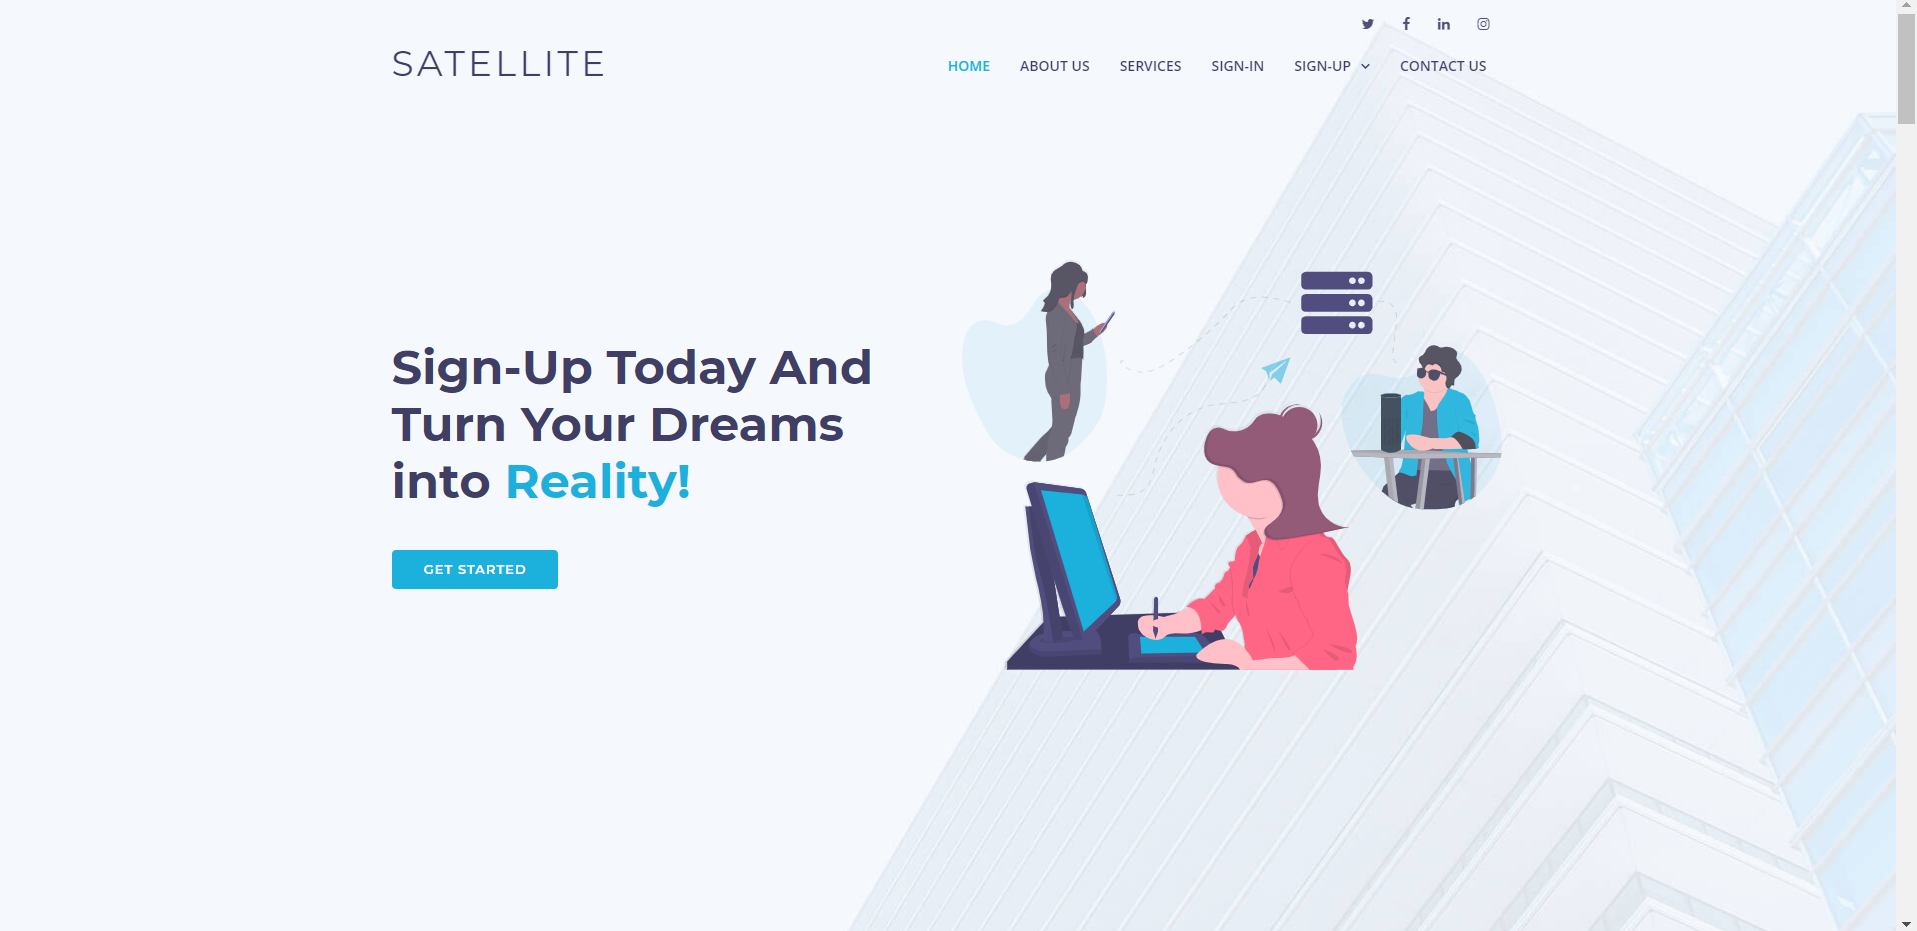 SATELLITE
HOME ABOUT US SERVICES SIGN-IN SIGN-UP CONTACT US
Sign-Up Today And
Turn Your Dreams
into Reality!
GET STARTED